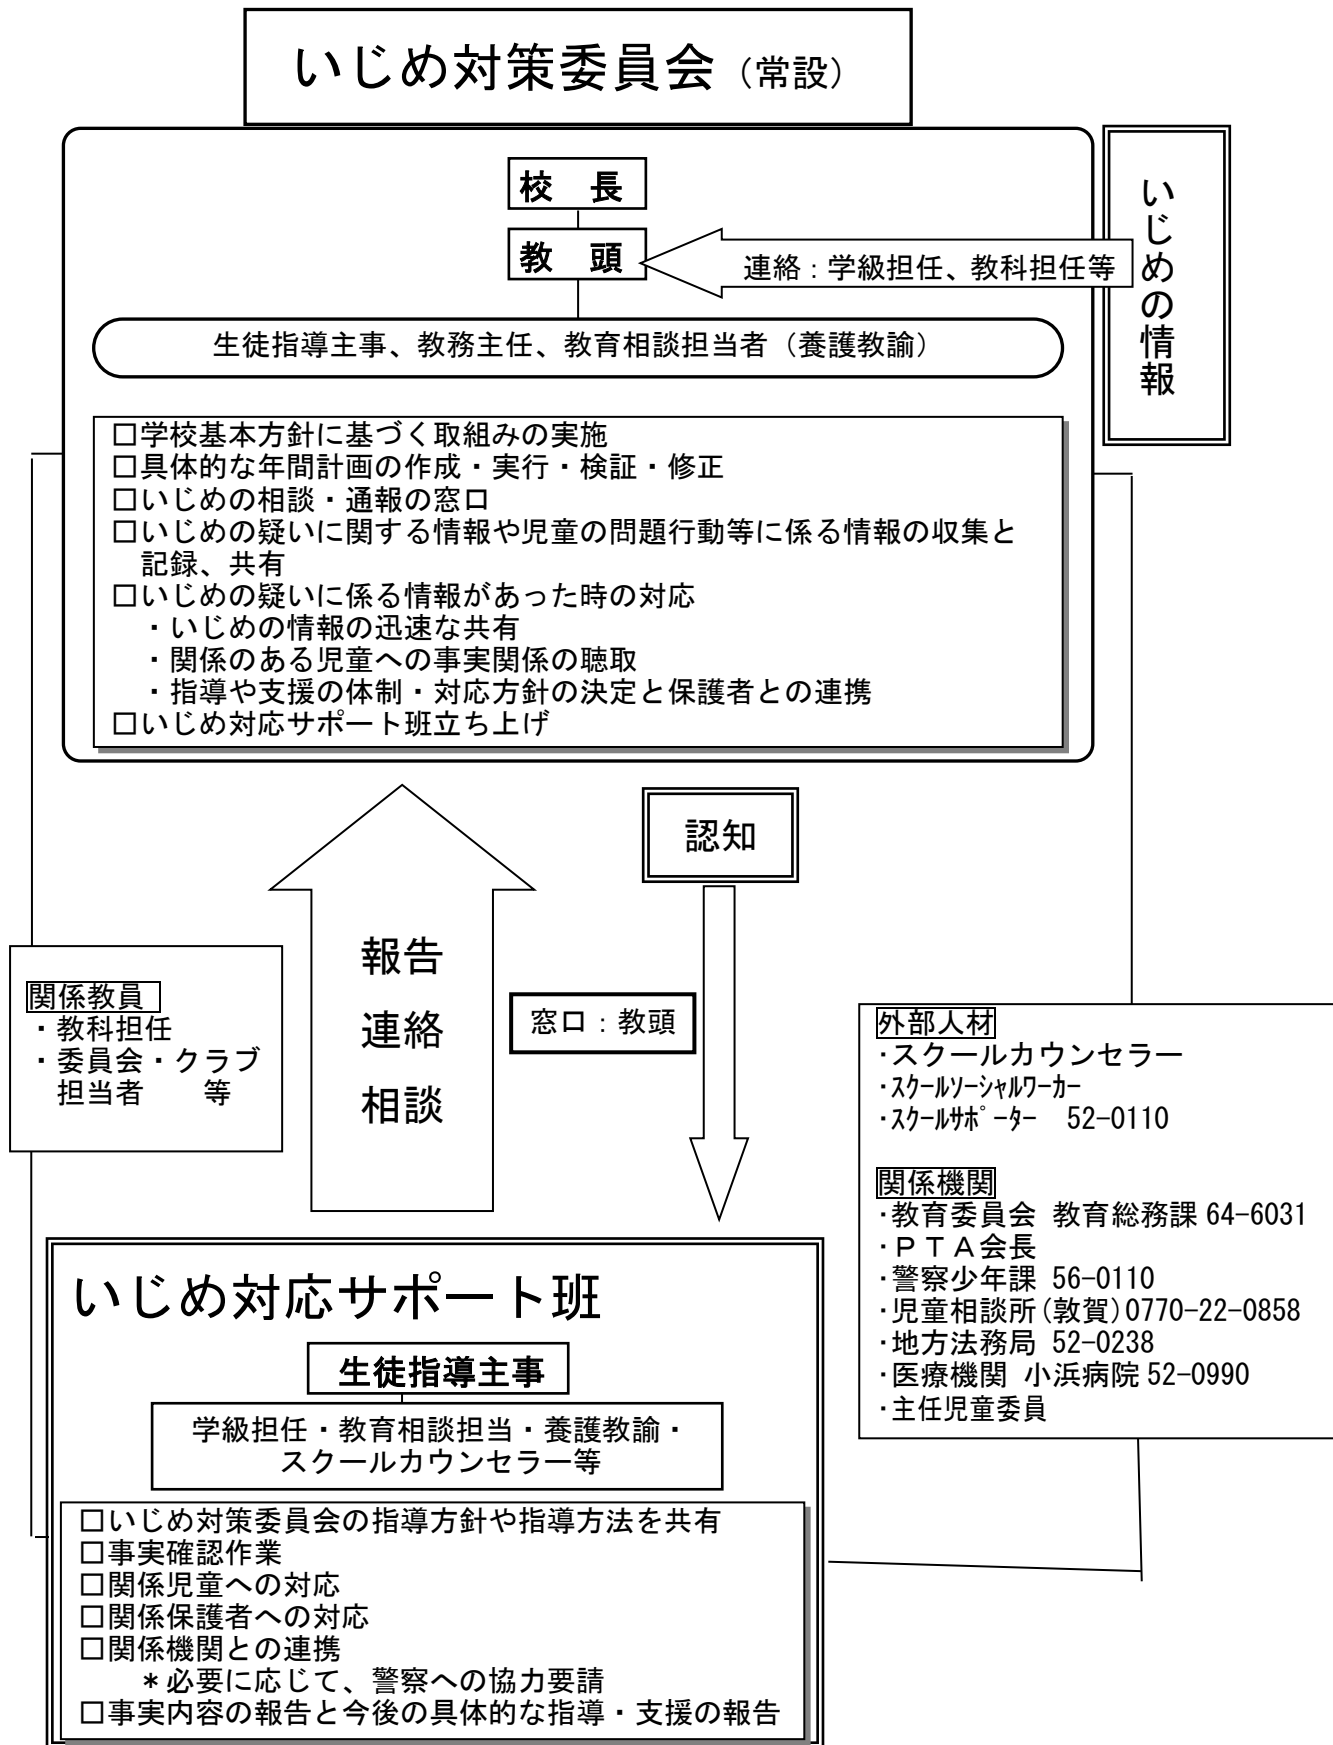 いじめ対策委員会（常設）
校　長
教　頭
連絡：学級担任、教科担任等
いじめの情報
生徒指導主事、教務主任、教育相談担当者（養護教諭）
□学校基本方針に基づく取組みの実施
□具体的な年間計画の作成・実行・検証・修正
□いじめの相談・通報の窓口
□いじめの疑いに関する情報や児童の問題行動等に係る情報の収集と
記録、共有
□いじめの疑いに係る情報があった時の対応
・いじめの情報の迅速な共有
・関係のある児童への事実関係の聴取
・指導や支援の体制・対応方針の決定と保護者との連携
□いじめ対応サポート班立ち上げ
認知
報告
連絡
相談
窓口：教頭
関係教員
・教科担任
・委員会・クラブ
担当者　　等
外部人材
・スクールカウンセラー
・ｽｸｰﾙｿｰｼｬﾙﾜｰｶｰ
・ｽｸｰﾙｻﾎﾟｰﾀｰ　52-0110
関係機関
・教育委員会 教育総務課 64-6031
・ＰＴＡ会長
・警察少年課 56-0110
・児童相談所(敦賀)0770-22-0858
・地方法務局 52-0238
・医療機関 小浜病院 52-0990
・主任児童委員
いじめ対応サポート班
生徒指導主事
学級担任・教育相談担当・養護教諭・
スクールカウンセラー等
□いじめ対策委員会の指導方針や指導方法を共有
□事実確認作業
□関係児童への対応
□関係保護者への対応
□関係機関との連携
＊必要に応じて、警察への協力要請
□事実内容の報告と今後の具体的な指導・支援の報告